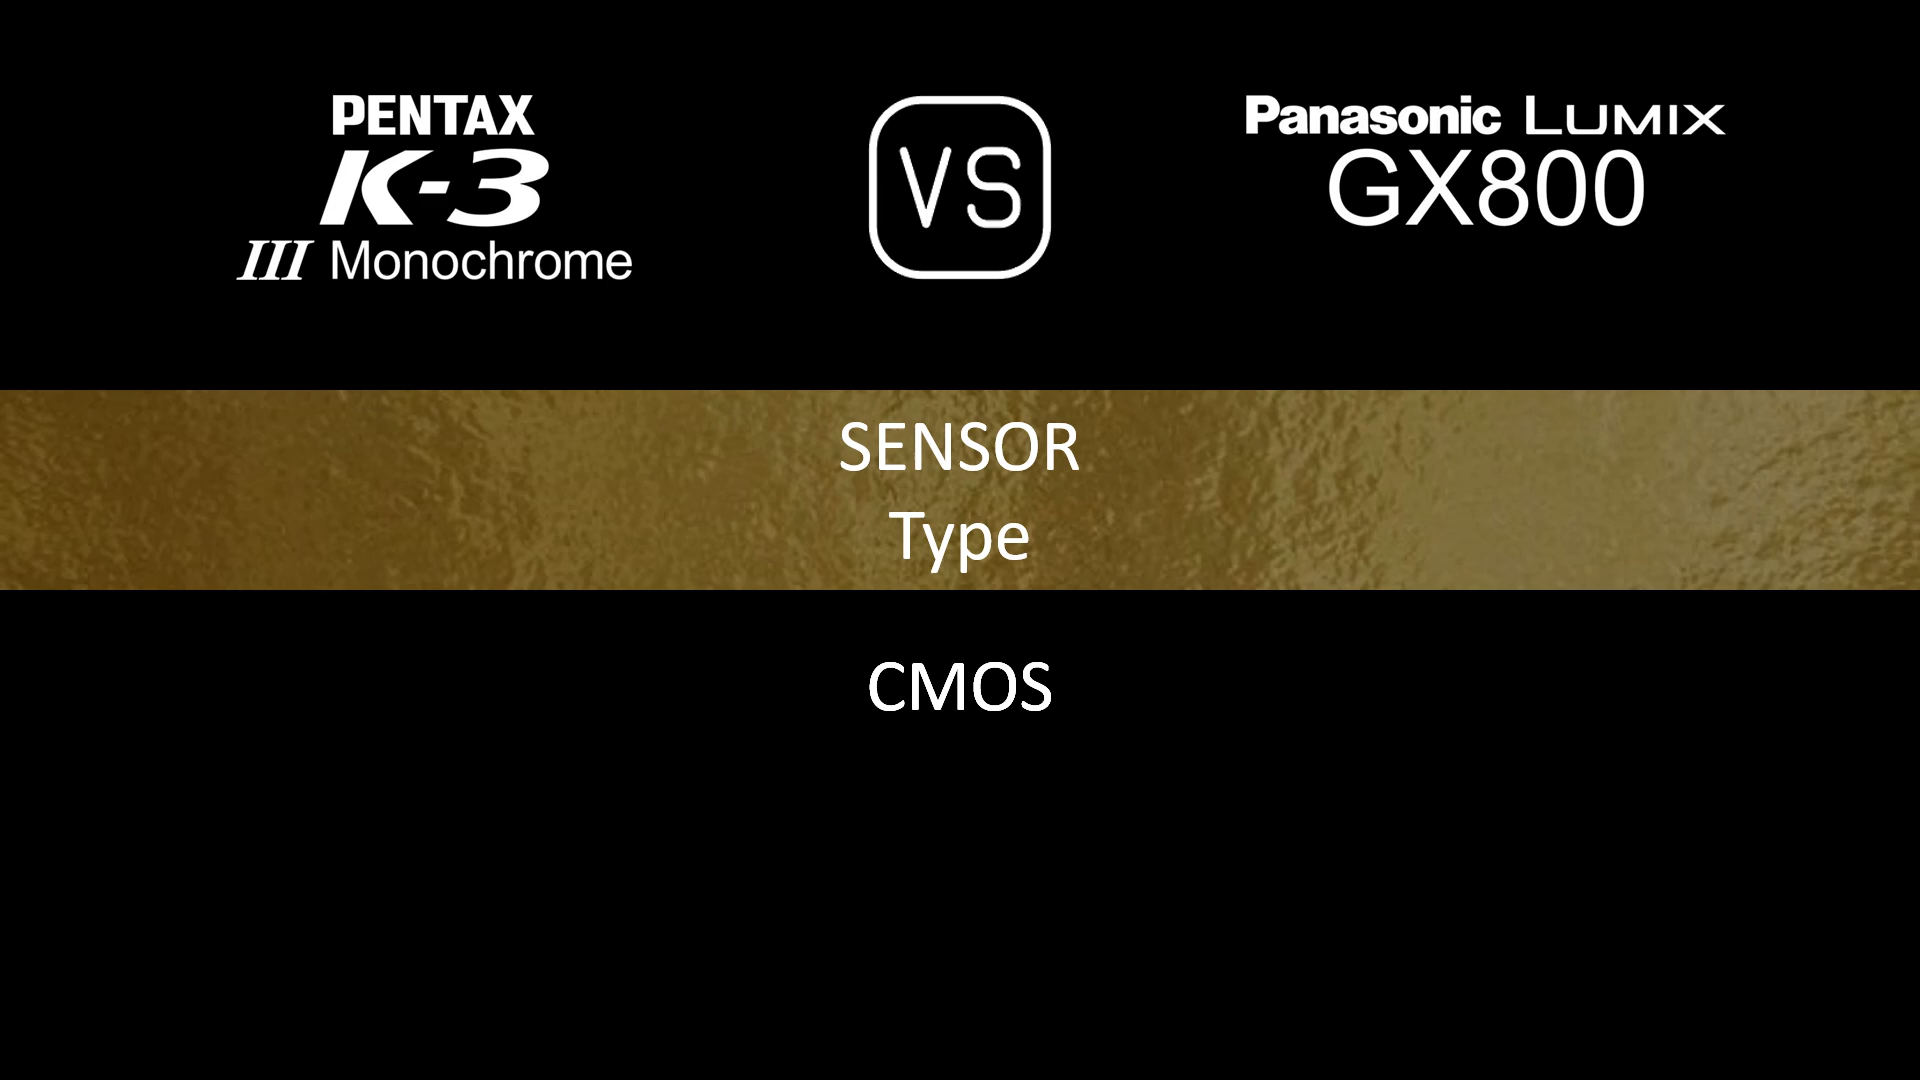 PENTAX
K-3
III Monochrome
VS
Panasonic LUMIX
GX800
SENSOR
Type
CMOS